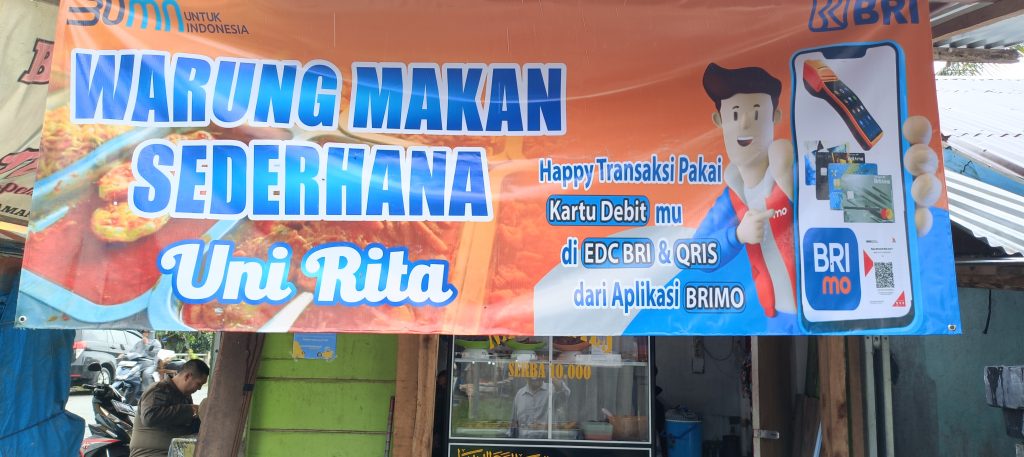 BUMN UNTUK
INDONESIA
BRI
WARUNG MAKAN
SEDERHANA
Uni Rita
Happy Transaksi Pakai
Kartu Debit mu
di EDC BRI & QRIS
dari Aplikasi BRIMO
BRI
mo
SERBA 10.000